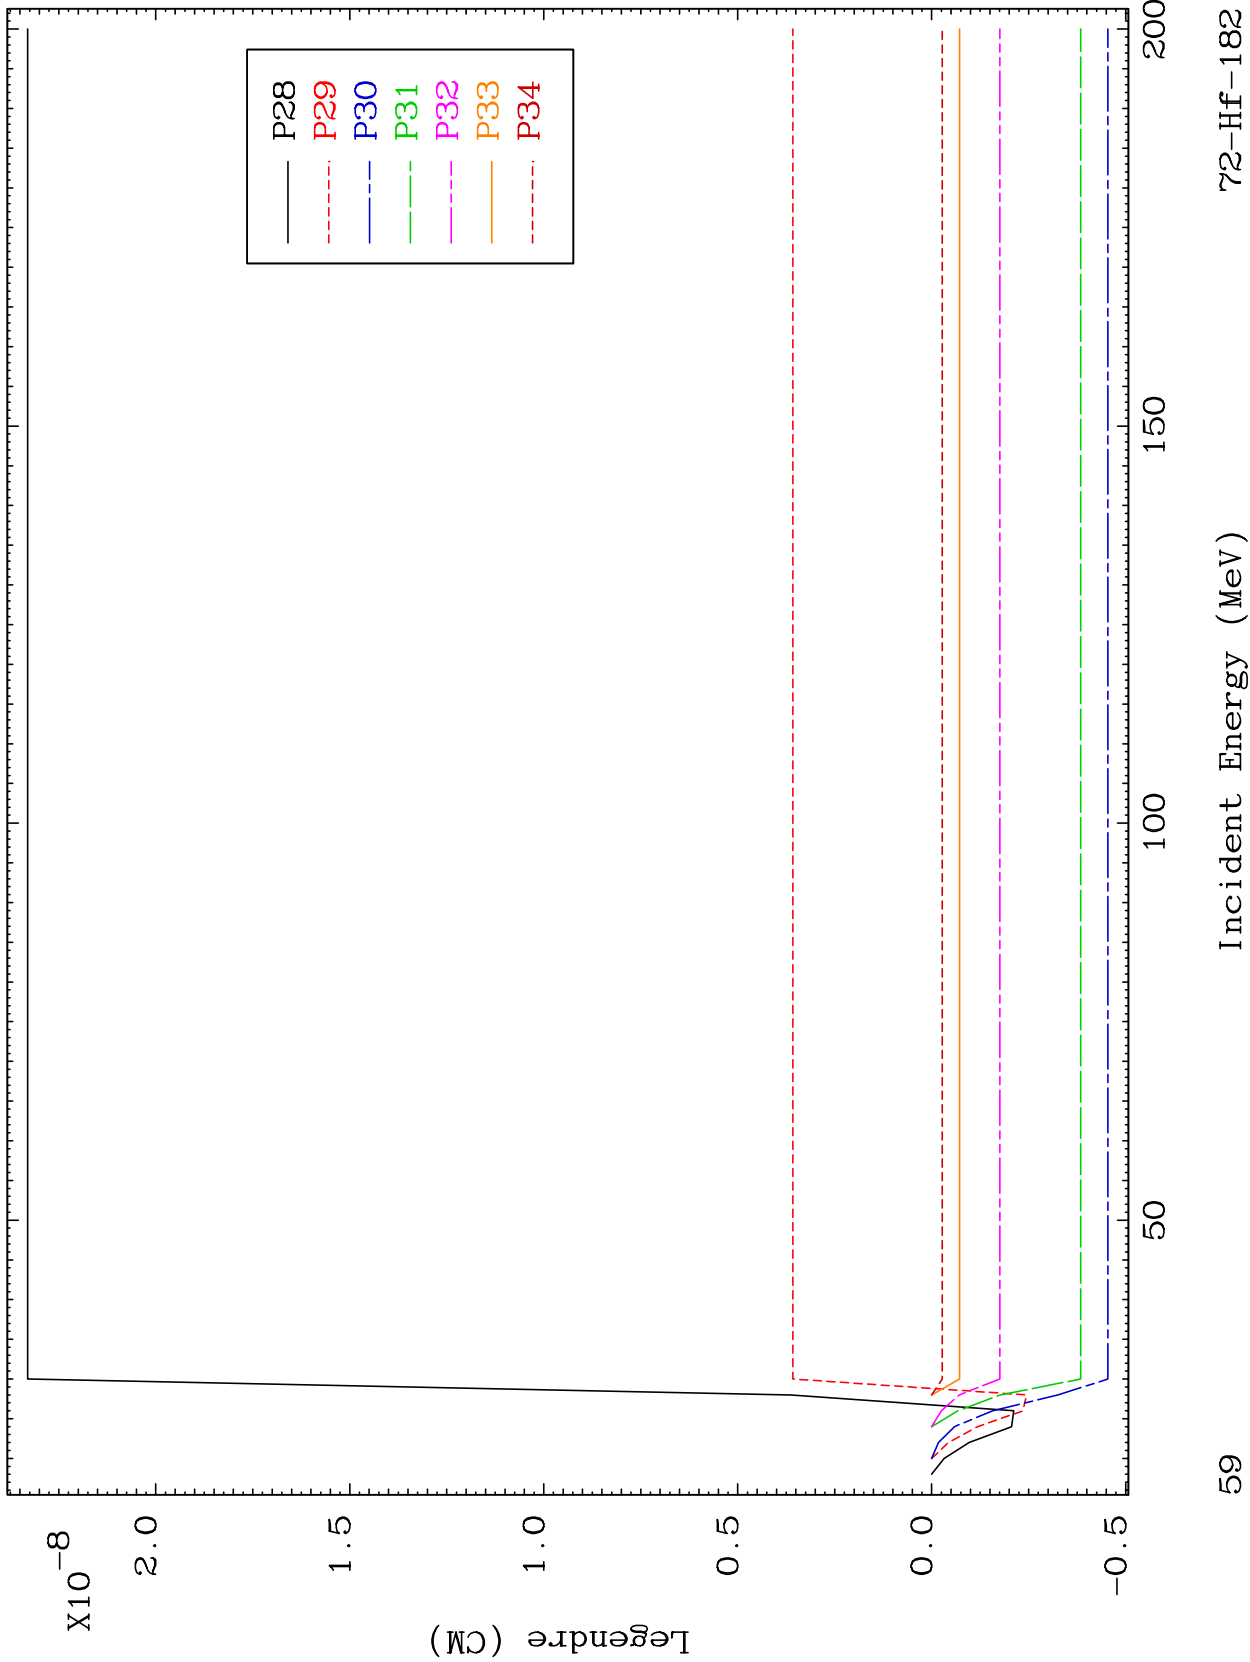 X10-8
2.0
1.5
1.0
0.5
0.0
-0.5
Legendre (CM)
P28
P29
P30
P31
P32
P33
P34
50
100
150
200
Incident Energy (MeV)
59
72-Hf-182